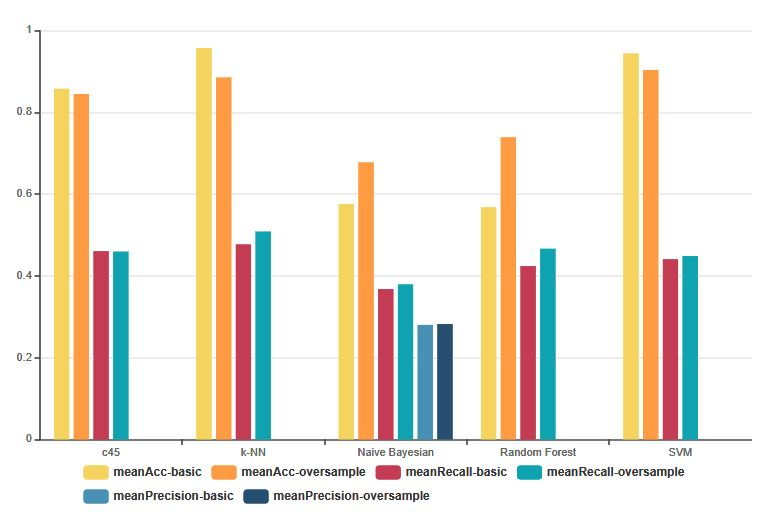 1
0.8
0.6
0.4
0.2
0
c45 k-NN Naive Bayesian Random Forest SVM
meanAcc-basic meanAcc-oversample meanRecall-basic meanRecall-oversample
meanPrecision-basic meanPrecision-oversample